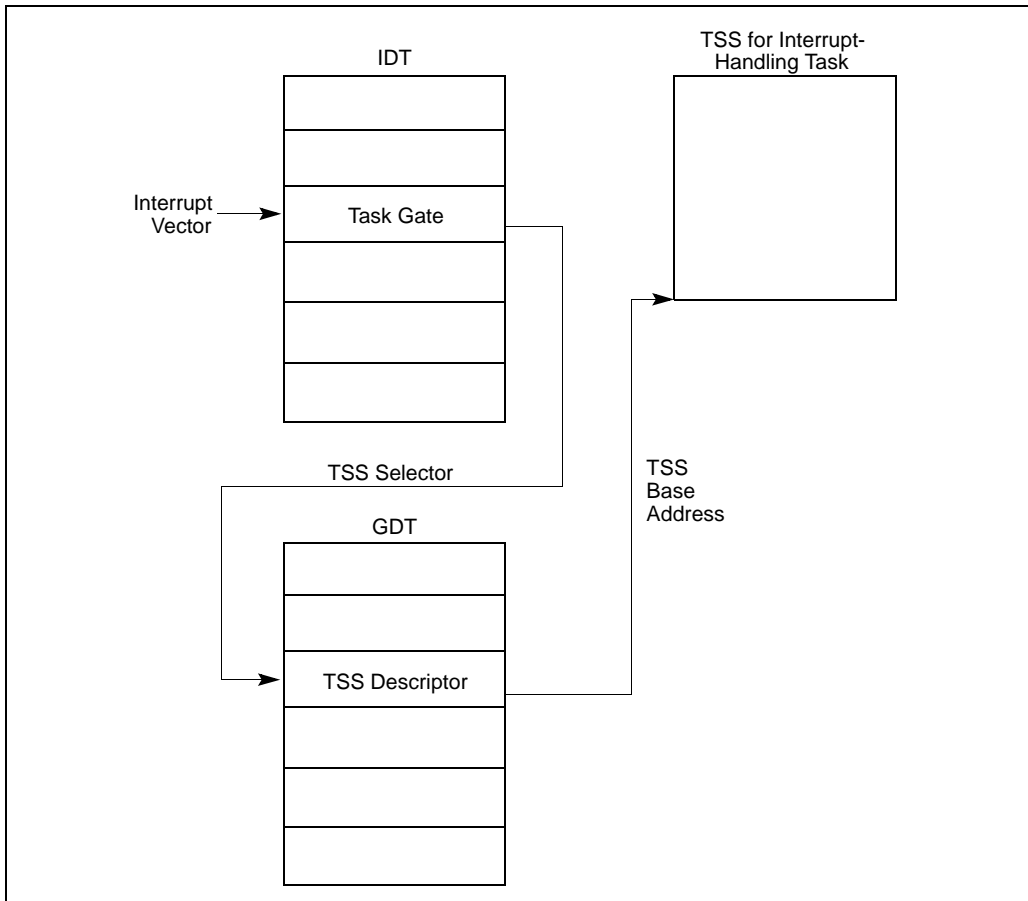 IDT
TSS for Interrupt-
Handling Task
Interrupt
Vector
Task Gate
TSS Selector
TSS
Base
Address
GDT
TSS Descriptor